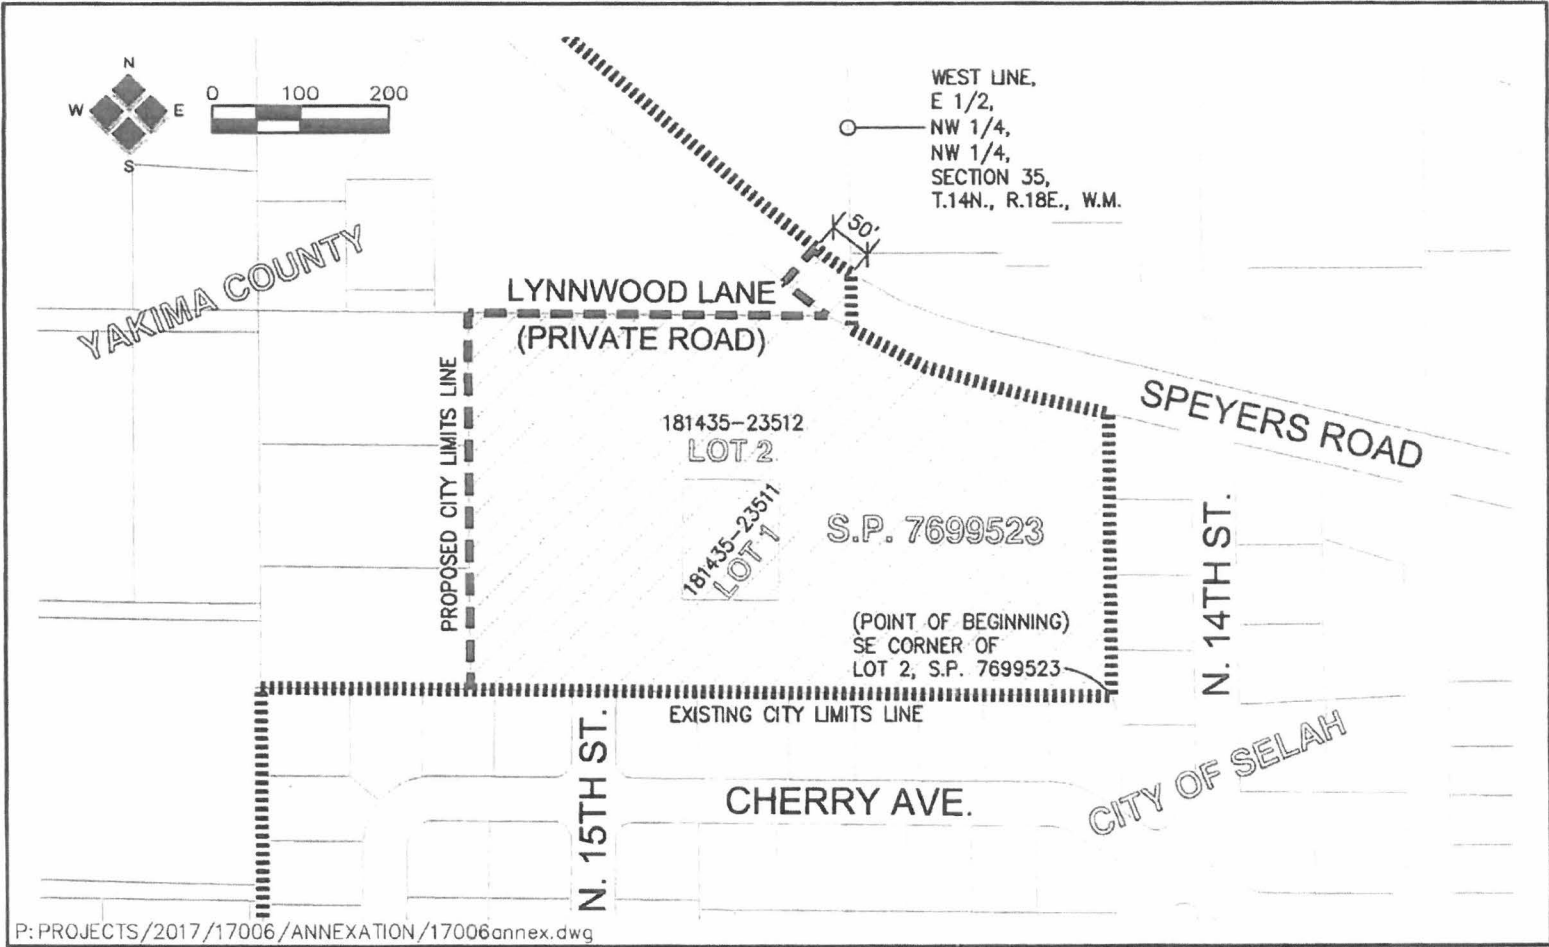 N
W E
S
0 100 200
WEST LINE,
E 1/2,
NW 1/4,
NW 1/4,
SECTION 35,
T.14N., R.18E., W.M.
50'
YAKIMA COUNTY
LYNNWOOD LANE
(PRIVATE ROAD)
SPEYERS ROAD
PROPOSED CITY LIMITS LINE
181435-23512
LOT 2
181435-23511
LOT 1
S.P. 7699523
N. 14TH ST.
(POINT OF BEGINNING)
SE CORNER OF
LOT 2, S.P. 7699523
EXISTING CITY LIMITS LINE
N. 15TH ST.
CHERRY AVE.
CITY OF SELAH
P:PROJECTS/2017/17006/ANNEXATION/17006annex.dwg